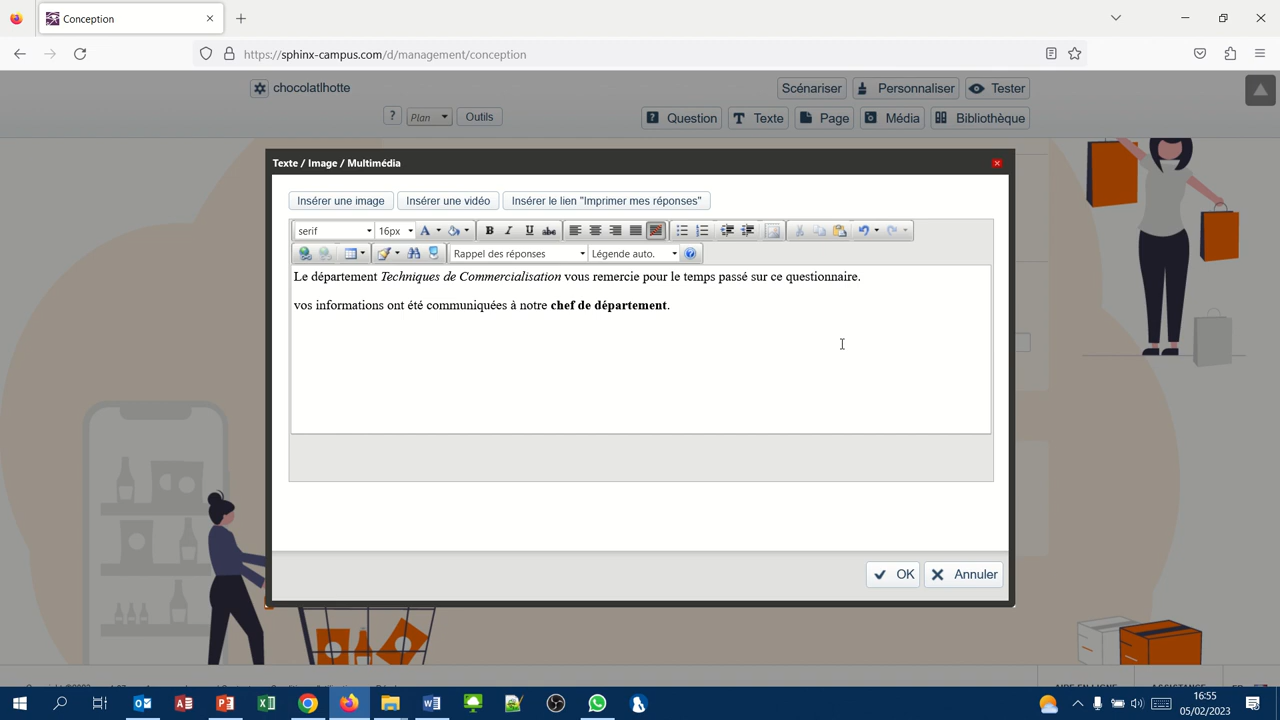 Conception
https://sphinx-campus.com/d/management/conception
chocolatlhotte
Scénariser
Personnaliser
Tester
?
Plan
Outils
Question
Texte
Page
Média
Bibliothèque
Texte / Image / Multimédia
Insérer une image
Insérer une vidéo
Insérer le lien "Imprimer mes réponses"
serif
16px
Rappel des réponses
Légende auto.
Le département Techniques de Commercialisation vous remercie pour le temps passé sur ce questionnaire.
vos informations ont été communiquées à notre chef de département.
OK
Annuler
16:55
05/02/2023